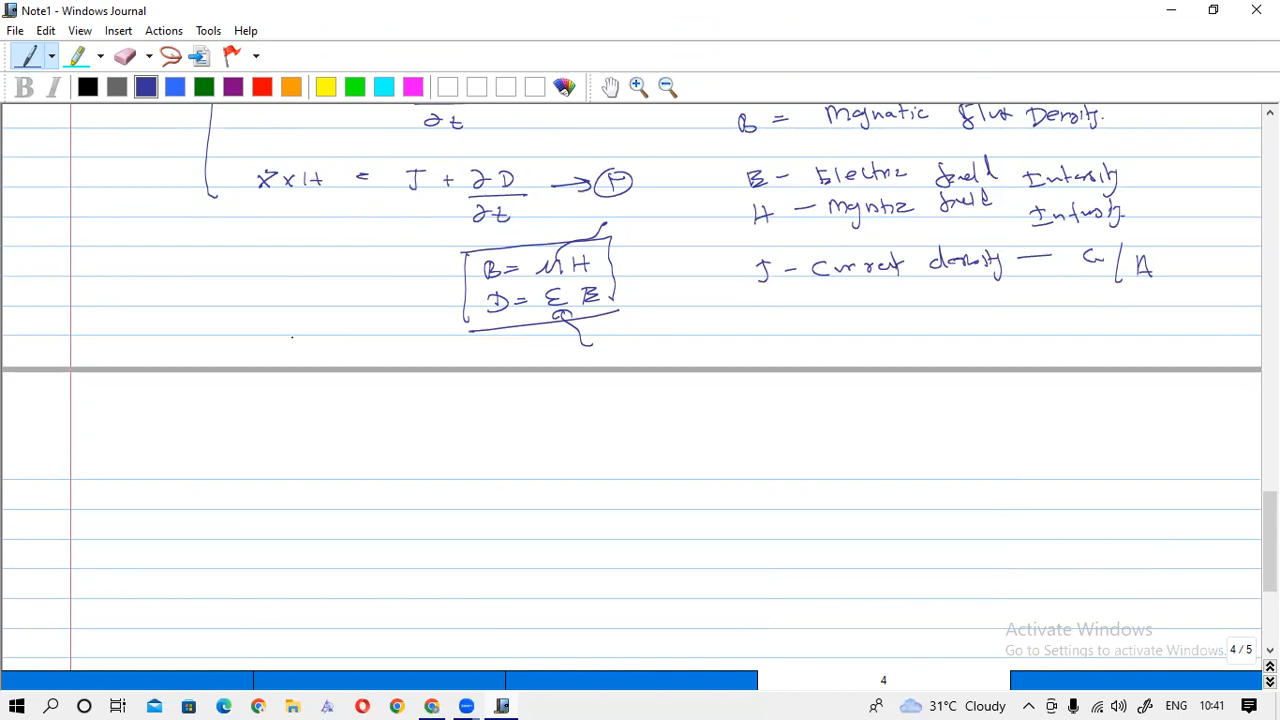 Note1 - Windows Journal
File Edit View Insert Actions Tools Help
B I
∂t
B = Magnatic flux Density.
∇ x H = J + ∂D/∂t → 4
E - Electric field Intensity
H - Magnetic field Intensity
B = μ H
D = Ε E
J - Current density —
Activate Windows
Go to Settings to activate Windows.
4 / 5
4
31°C Cloudy
ENG
10:41